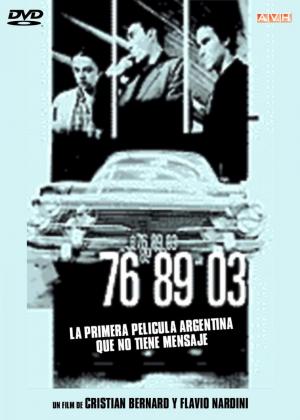 DVD
AVH
76 89 03
89
76 89 03
LA PRIMERA PELICULA ARGENTINA
QUE NO TIENE MENSAJE
UN FILM DE CRISTIAN BERNARD Y FLAVIO NARDINI